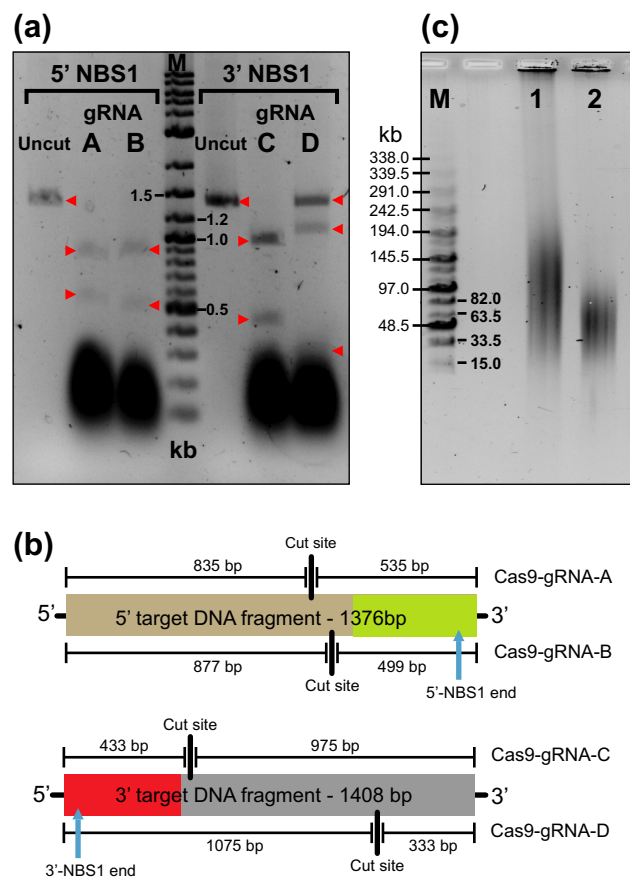 (a)
5’ NBS1
M
3’ NBS1
gRNA
gRNA
Uncut
A
B
Uncut
C
D
1.5
1.2
1.0
0.5
kb
(c)
M
1
2
kb
338.0
339.5
291.0
242.5
194.0
145.5
97.0
82.0
63.5
48.5
33.5
15.0
(b)
Cut site
835 bp
535 bp
Cas9-gRNA-A
5’
5’ target DNA fragment - 1376bp
3’
877 bp
499 bp
Cas9-gRNA-B
Cut site
5’-NBS1 end
Cut site
433 bp
975 bp
Cas9-gRNA-C
5’
3’ target DNA fragment - 1408 bp
3’
1075 bp
333 bp
Cas9-gRNA-D
3’-NBS1 end
Cut site